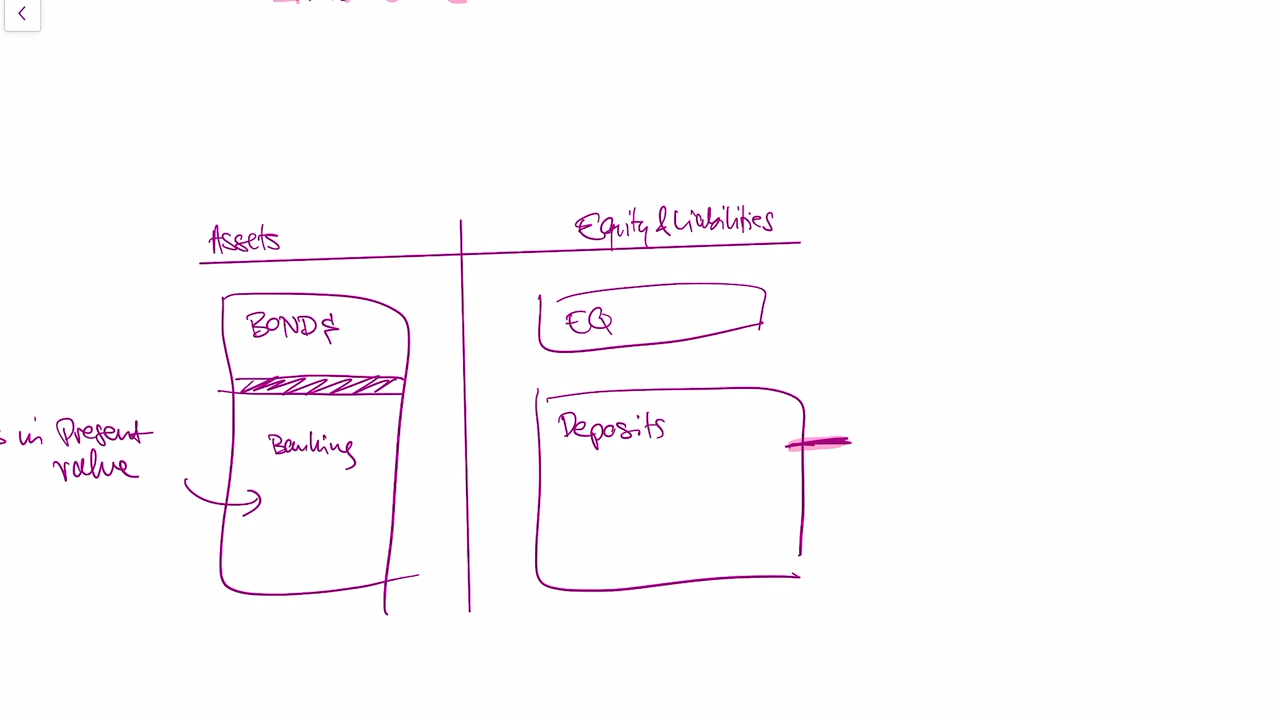 Assets
Equity & Liabilities
BONDS
EQ
in Present
value
Banking
Deposits